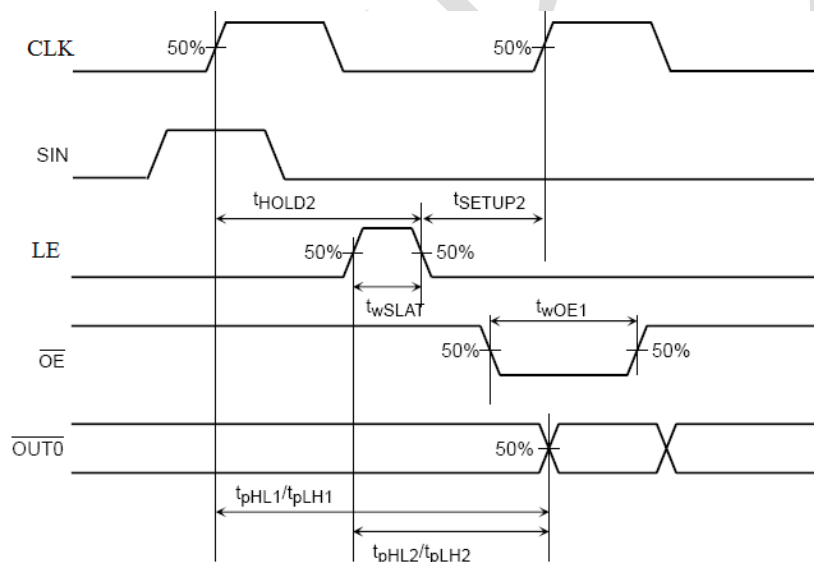 CLK
50%
50%
SIN
tHOLD2
tSETUP2
LE
50%
50%
twSLAT
twOE1
OE
50%
50%
OUT0
50%
tpHL1/tpLH1
tpHL2/tpLH2